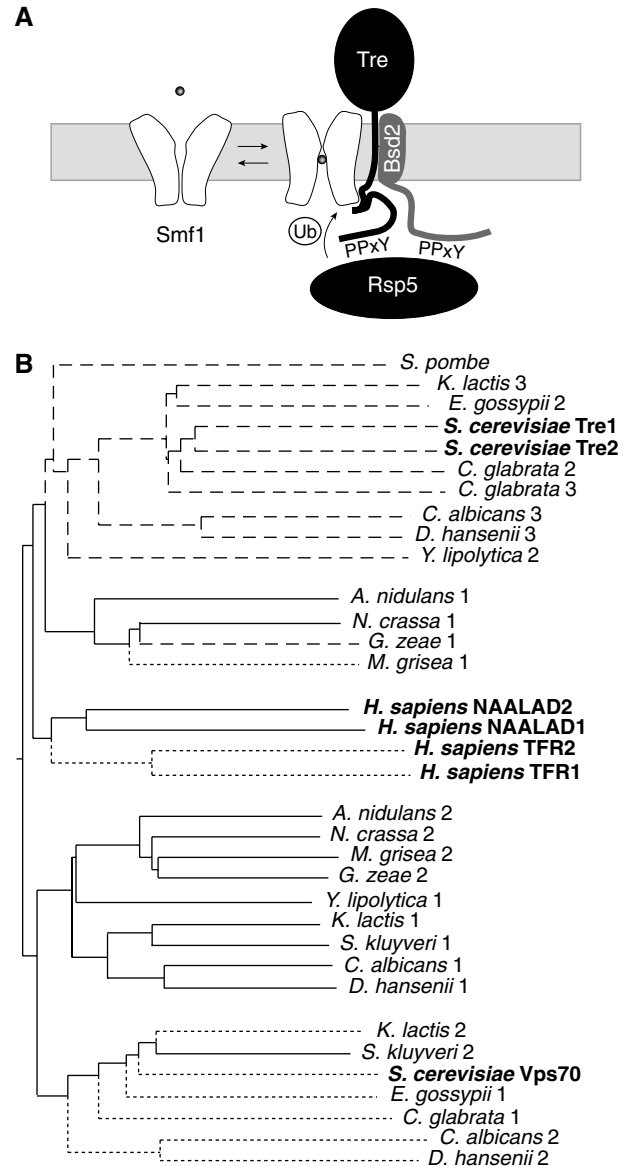 A
Tre
Bsd2
Smf1
Ub
PPxY
PPxY
Rsp5
B
S. pombe
K. lactis 3
E. gossypii 2
S. cerevisiae Tre1
S. cerevisiae Tre2
C. glabrata 2
C. glabrata 3
C. albicans 3
D. hansenii 3
Y. lipolytica 2
A. nidulans 1
N. crassa 1
G. zeae 1
M. grisea 1
H. sapiens NAALAD2
H. sapiens NAALAD1
H. sapiens TFR2
H. sapiens TFR1
A. nidulans 2
N. crassa 2
M. grisea 2
G. zeae 2
Y. lipolytica 1
K. lactis 1
S. kluyveri 1
C. albicans 1
D. hansenii 1
K. lactis 2
S. kluyveri 2
S. cerevisiae Vps70
E. gossypii 1
C. glabrata 1
C. albicans 2
D. hansenii 2